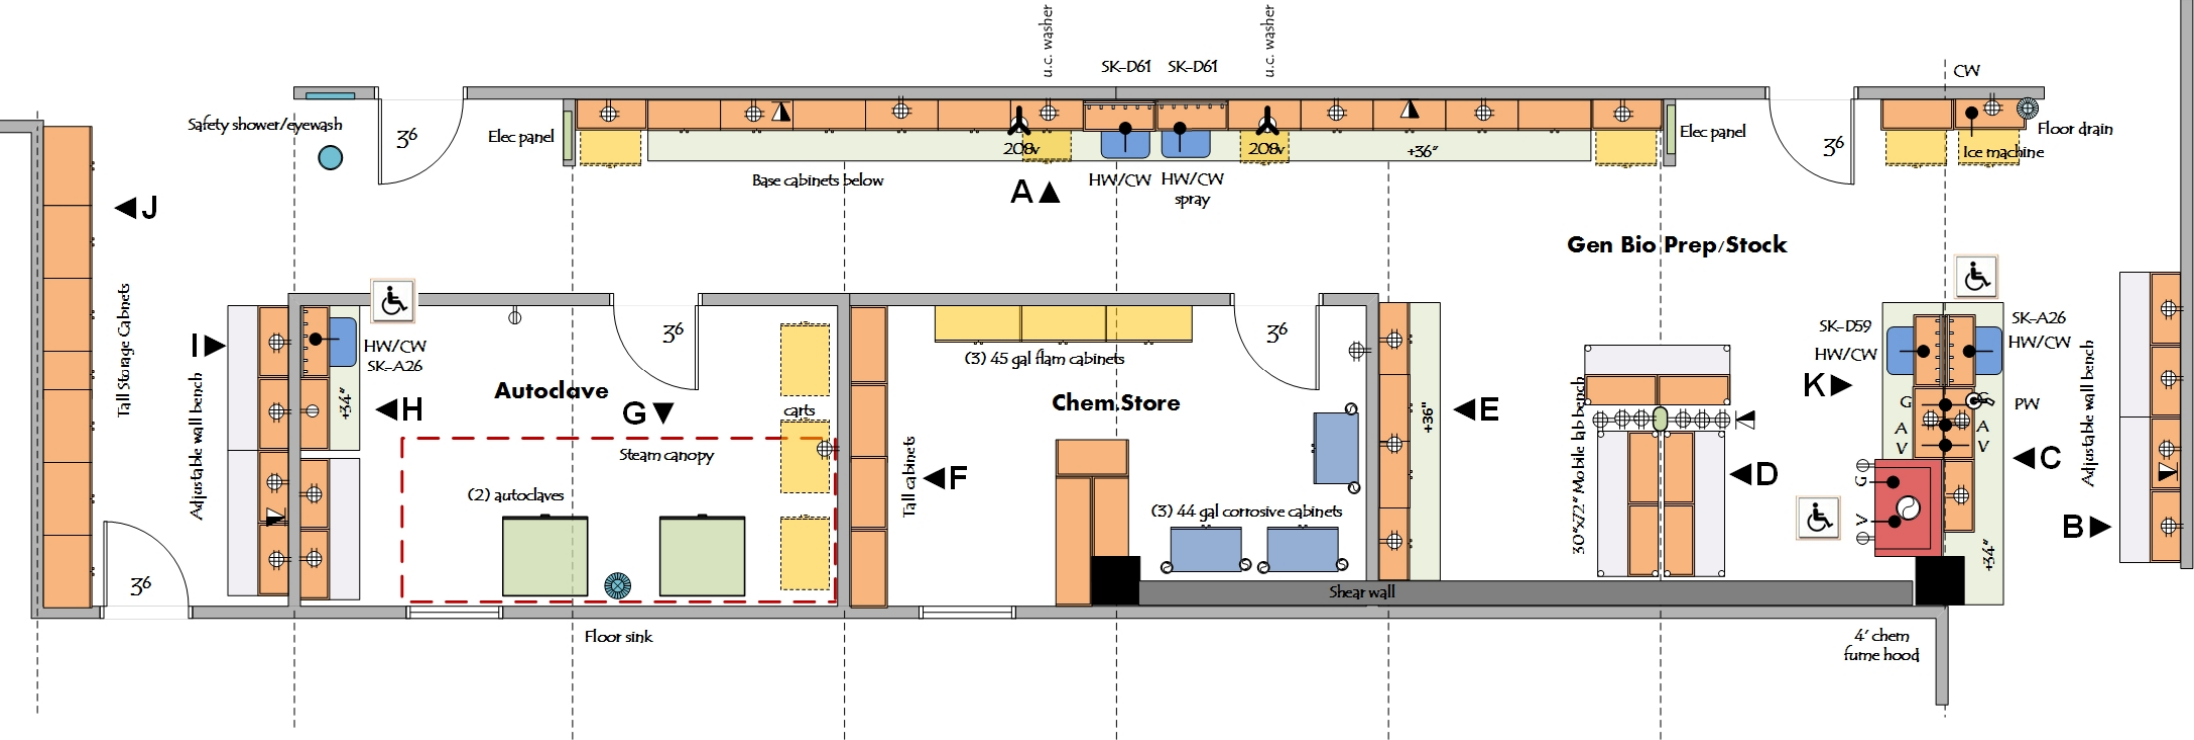 u.c. washer
u.c. washer
SK-D61
SK-D61
CW
Safety shower/eyewash
3⁶
Elec panel
208v
208v
+36"
Elec panel
3⁶
Floor drain
Ice machine
Base cabinets below
A
HW/CW
HW/CW
spray
J
Gen Bio Prep/Stock
Tall Storage Cabinets
I
Adjustable wall bench
HW/CW
SK-A26
+34"
H
Autoclave
3⁶
G
carts
Steam canopy
(2) autoclaves
(3) 45 gal flam cabinets
3⁶
Chem.Store
Tall cabinets
F
(3) 44 gal corrosive cabinets
+36"
E
30"x72" Mobile lab bench
D
SK-D59
HW/CW
SK-A26
HW/CW
K
G
A
V
G
PW
A
V
C
G
V
Adjustable wall bench
B
+34"
3⁶
Shear wall
Floor sink
4' chem
fume hood